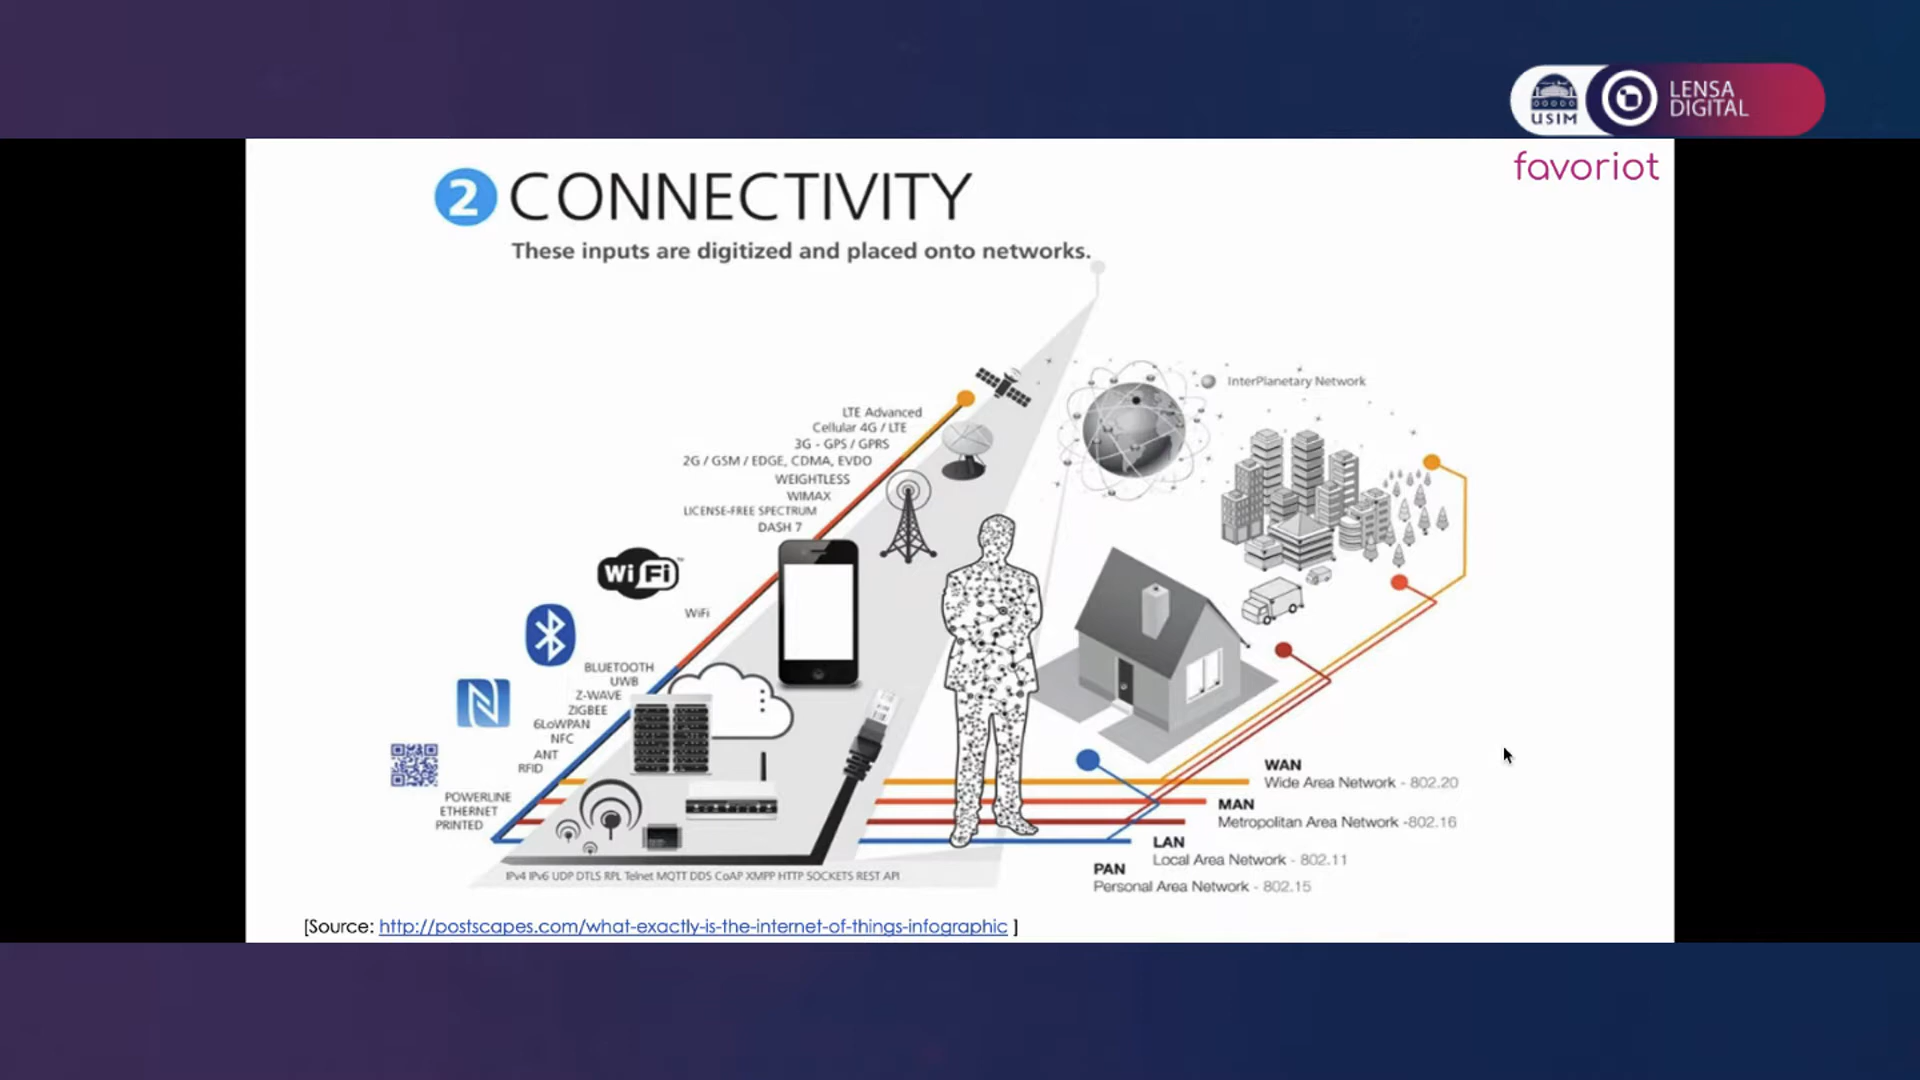 USIM
LENSA
DIGITAL
favoriot
2 CONNECTIVITY
These inputs are digitized and placed onto networks.
InterPlanetary Network
LTE Advanced
Cellular 4G / LTE
3G - GPS / GPRS
2G / GSM / EDGE, CDMA, EVDO
WEIGHTLESS
WIMAX
LICENSE-FREE SPECTRUM
DASH 7
Wi Fi
WiFi
BLUETOOTH
UWB
Z-WAVE
ZIGBEE
6LoWPAN
NFC
ANT
RFID
POWERLINE
ETHERNET
PRINTED
WAN
Wide Area Network - 802.20
MAN
Metropolitan Area Network -802.16
LAN
Local Area Network - 802.11
PAN
Personal Area Network - 802.15
IPv4 IPv6 UDP DTLS RPL Telnet MQTT DDS CoAP XMPP HTTP SOCKETS REST API
[Source: http://postscapes.com/what-exactly-is-the-internet-of-things-infographic ]